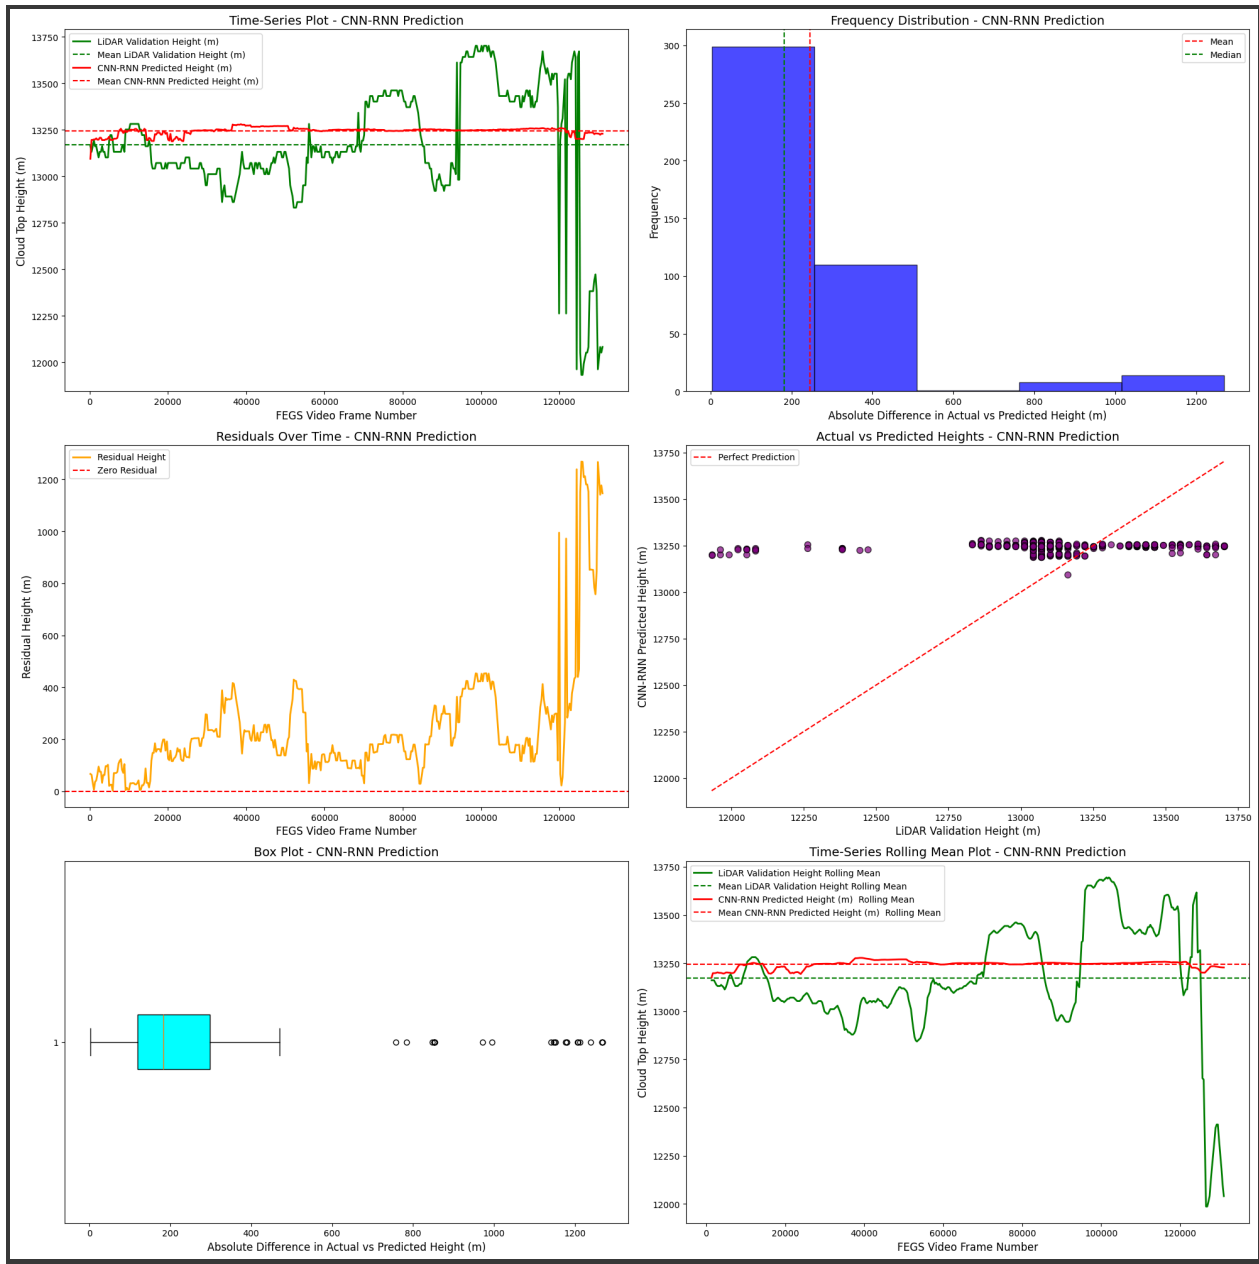 Time-Series Plot - CNN-RNN Prediction
LiDAR Validation Height (m)
Mean LiDAR Validation Height (m)
CNN-RNN Predicted Height (m)
Mean CNN-RNN Predicted Height (m)
Cloud Top Height (m)
13750
13500
13250
13000
12750
12500
12250
12000
0 20000 40000 60000 80000 100000 120000
FEGS Video Frame Number
Frequency Distribution - CNN-RNN Prediction
Mean
Median
Frequency
300
250
200
150
100
50
0
0 200 400 600 800 1000 1200
Absolute Difference in Actual vs Predicted Height (m)
Residuals Over Time - CNN-RNN Prediction
Residual Height
Zero Residual
Residual Height (m)
1200
1000
800
600
400
200
0
0 20000 40000 60000 80000 100000 120000
FEGS Video Frame Number
Actual vs Predicted Heights - CNN-RNN Prediction
Perfect Prediction
CNN-RNN Predicted Height (m)
13750
13500
13250
13000
12750
12500
12250
12000
12000 12250 12500 12750 13000 13250 13500 13750
LiDAR Validation Height (m)
Box Plot - CNN-RNN Prediction
1
0 200 400 600 800 1000 1200
Absolute Difference in Actual vs Predicted Height (m)
Time-Series Rolling Mean Plot - CNN-RNN Prediction
LiDAR Validation Height Rolling Mean
Mean LiDAR Validation Height Rolling Mean
CNN-RNN Predicted Height (m)  Rolling Mean
Mean CNN-RNN Predicted Height (m)  Rolling Mean
Cloud Top Height (m)
13750
13500
13250
13000
12750
12500
12250
12000
0 20000 40000 60000 80000 100000 120000
FEGS Video Frame Number